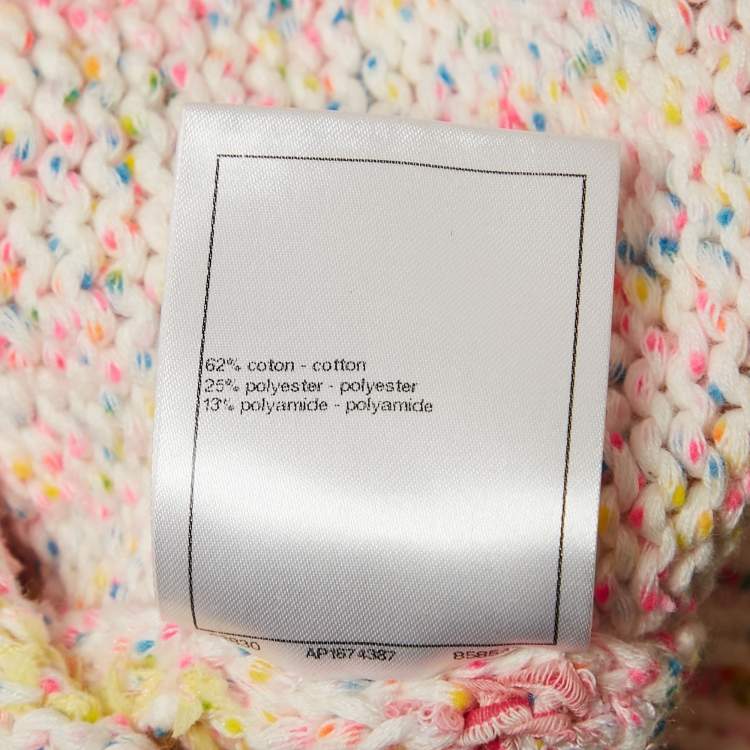 62% coton - cotton
25% polyester - polyester
13% polyamide - polyamide
AP1674387